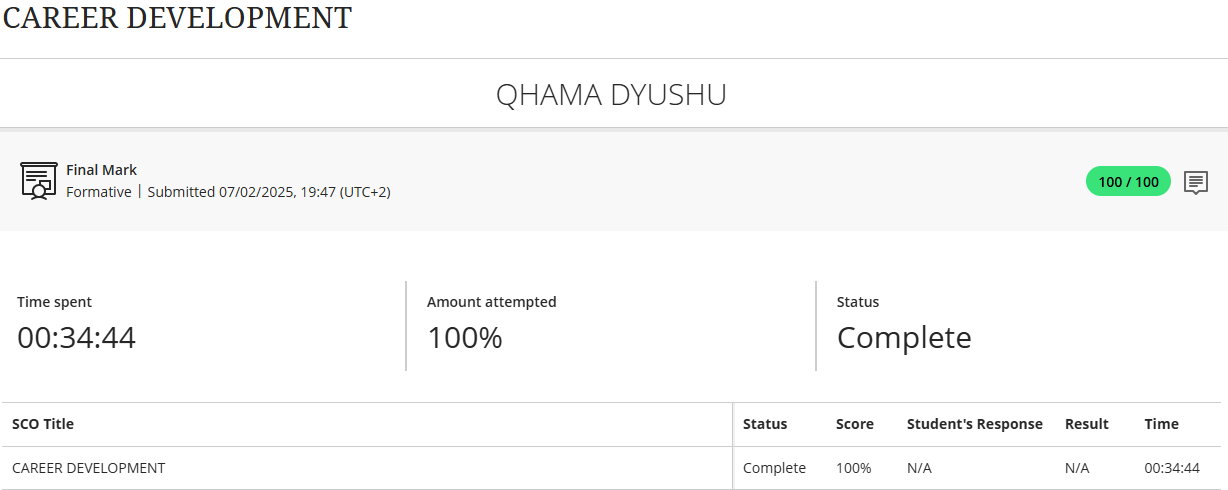 CAREER DEVELOPMENT
QHAMA DYUSHU
Final Mark
Formative | Submitted 07/02/2025, 19:47 (UTC+2)
100 / 100
Time spent
00:34:44
Amount attempted
100%
Status
Complete
SCO Title Status Score Student's Response Result Time
CAREER DEVELOPMENT Complete 100% N/A N/A 00:34:44